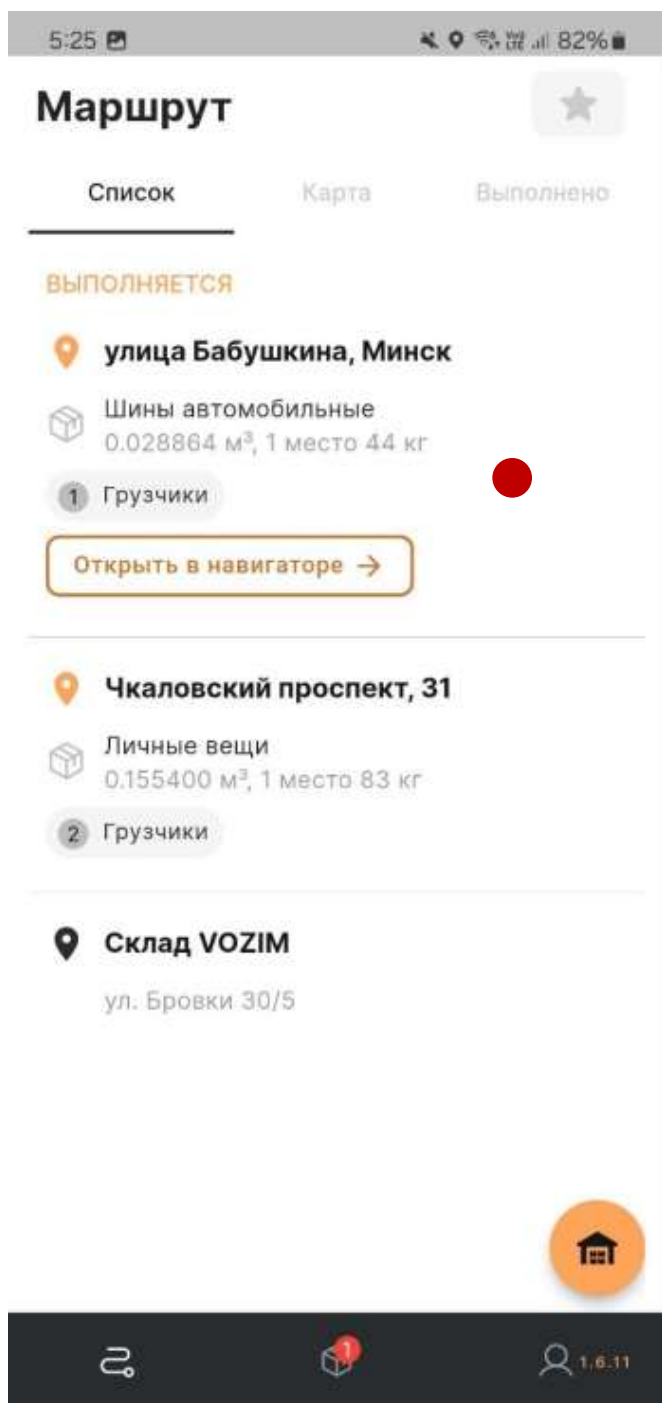 5:25 82%
Маршрут
Список Карта Выполнено
ВЫПОЛНЯЕТСЯ
улица Бабушкина, Минск
Шины автомобильные
0.028864 м³, 1 место 44 кг
1 Грузчики
Открыть в навигаторе →
Чкаловский проспект, 31
Личные вещи
0.155400 м³, 1 место 83 кг
2 Грузчики
Склад VOZIM
ул. Бровки 30/5
1
1.6.11